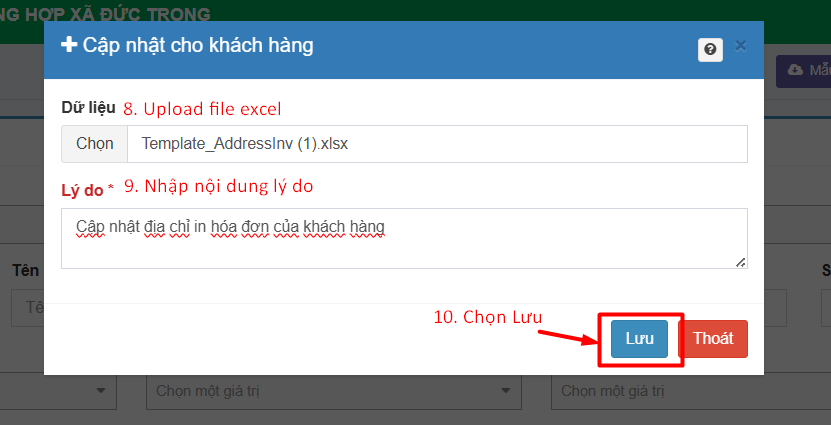 NG HỢP XÃ ĐỨC TRONG
Cập nhật cho khách hàng
Mẫu
Dữ liệu 8. Upload file excel
Chọn Template_AddressInv (1).xlsx
Lý do * 9. Nhập nội dung lý do
Cập nhật địa chỉ in hóa đơn của khách hàng
Tên
S
Tê
10. Chọn Lưu
Lưu Thoát
Chọn một giá trị Chọn một giá trị